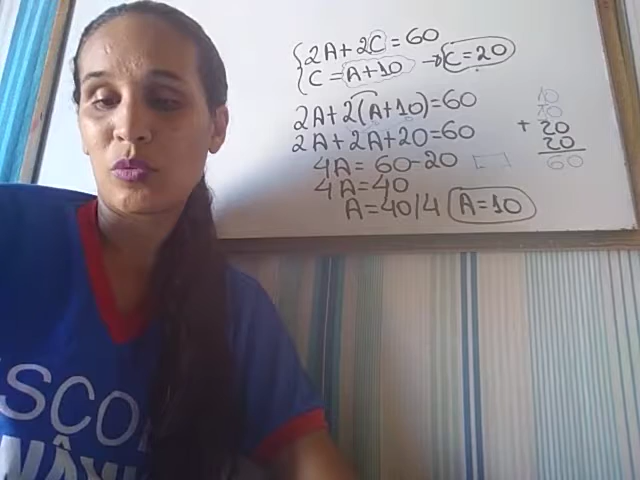 2A+2C=60
C=A+10 → C=20
2A+2(A+10)=60
2A+2A+20=60
4A=60-20
4A=40
A=40/4 A=10
10
10
+ 20
20
60
ESCO